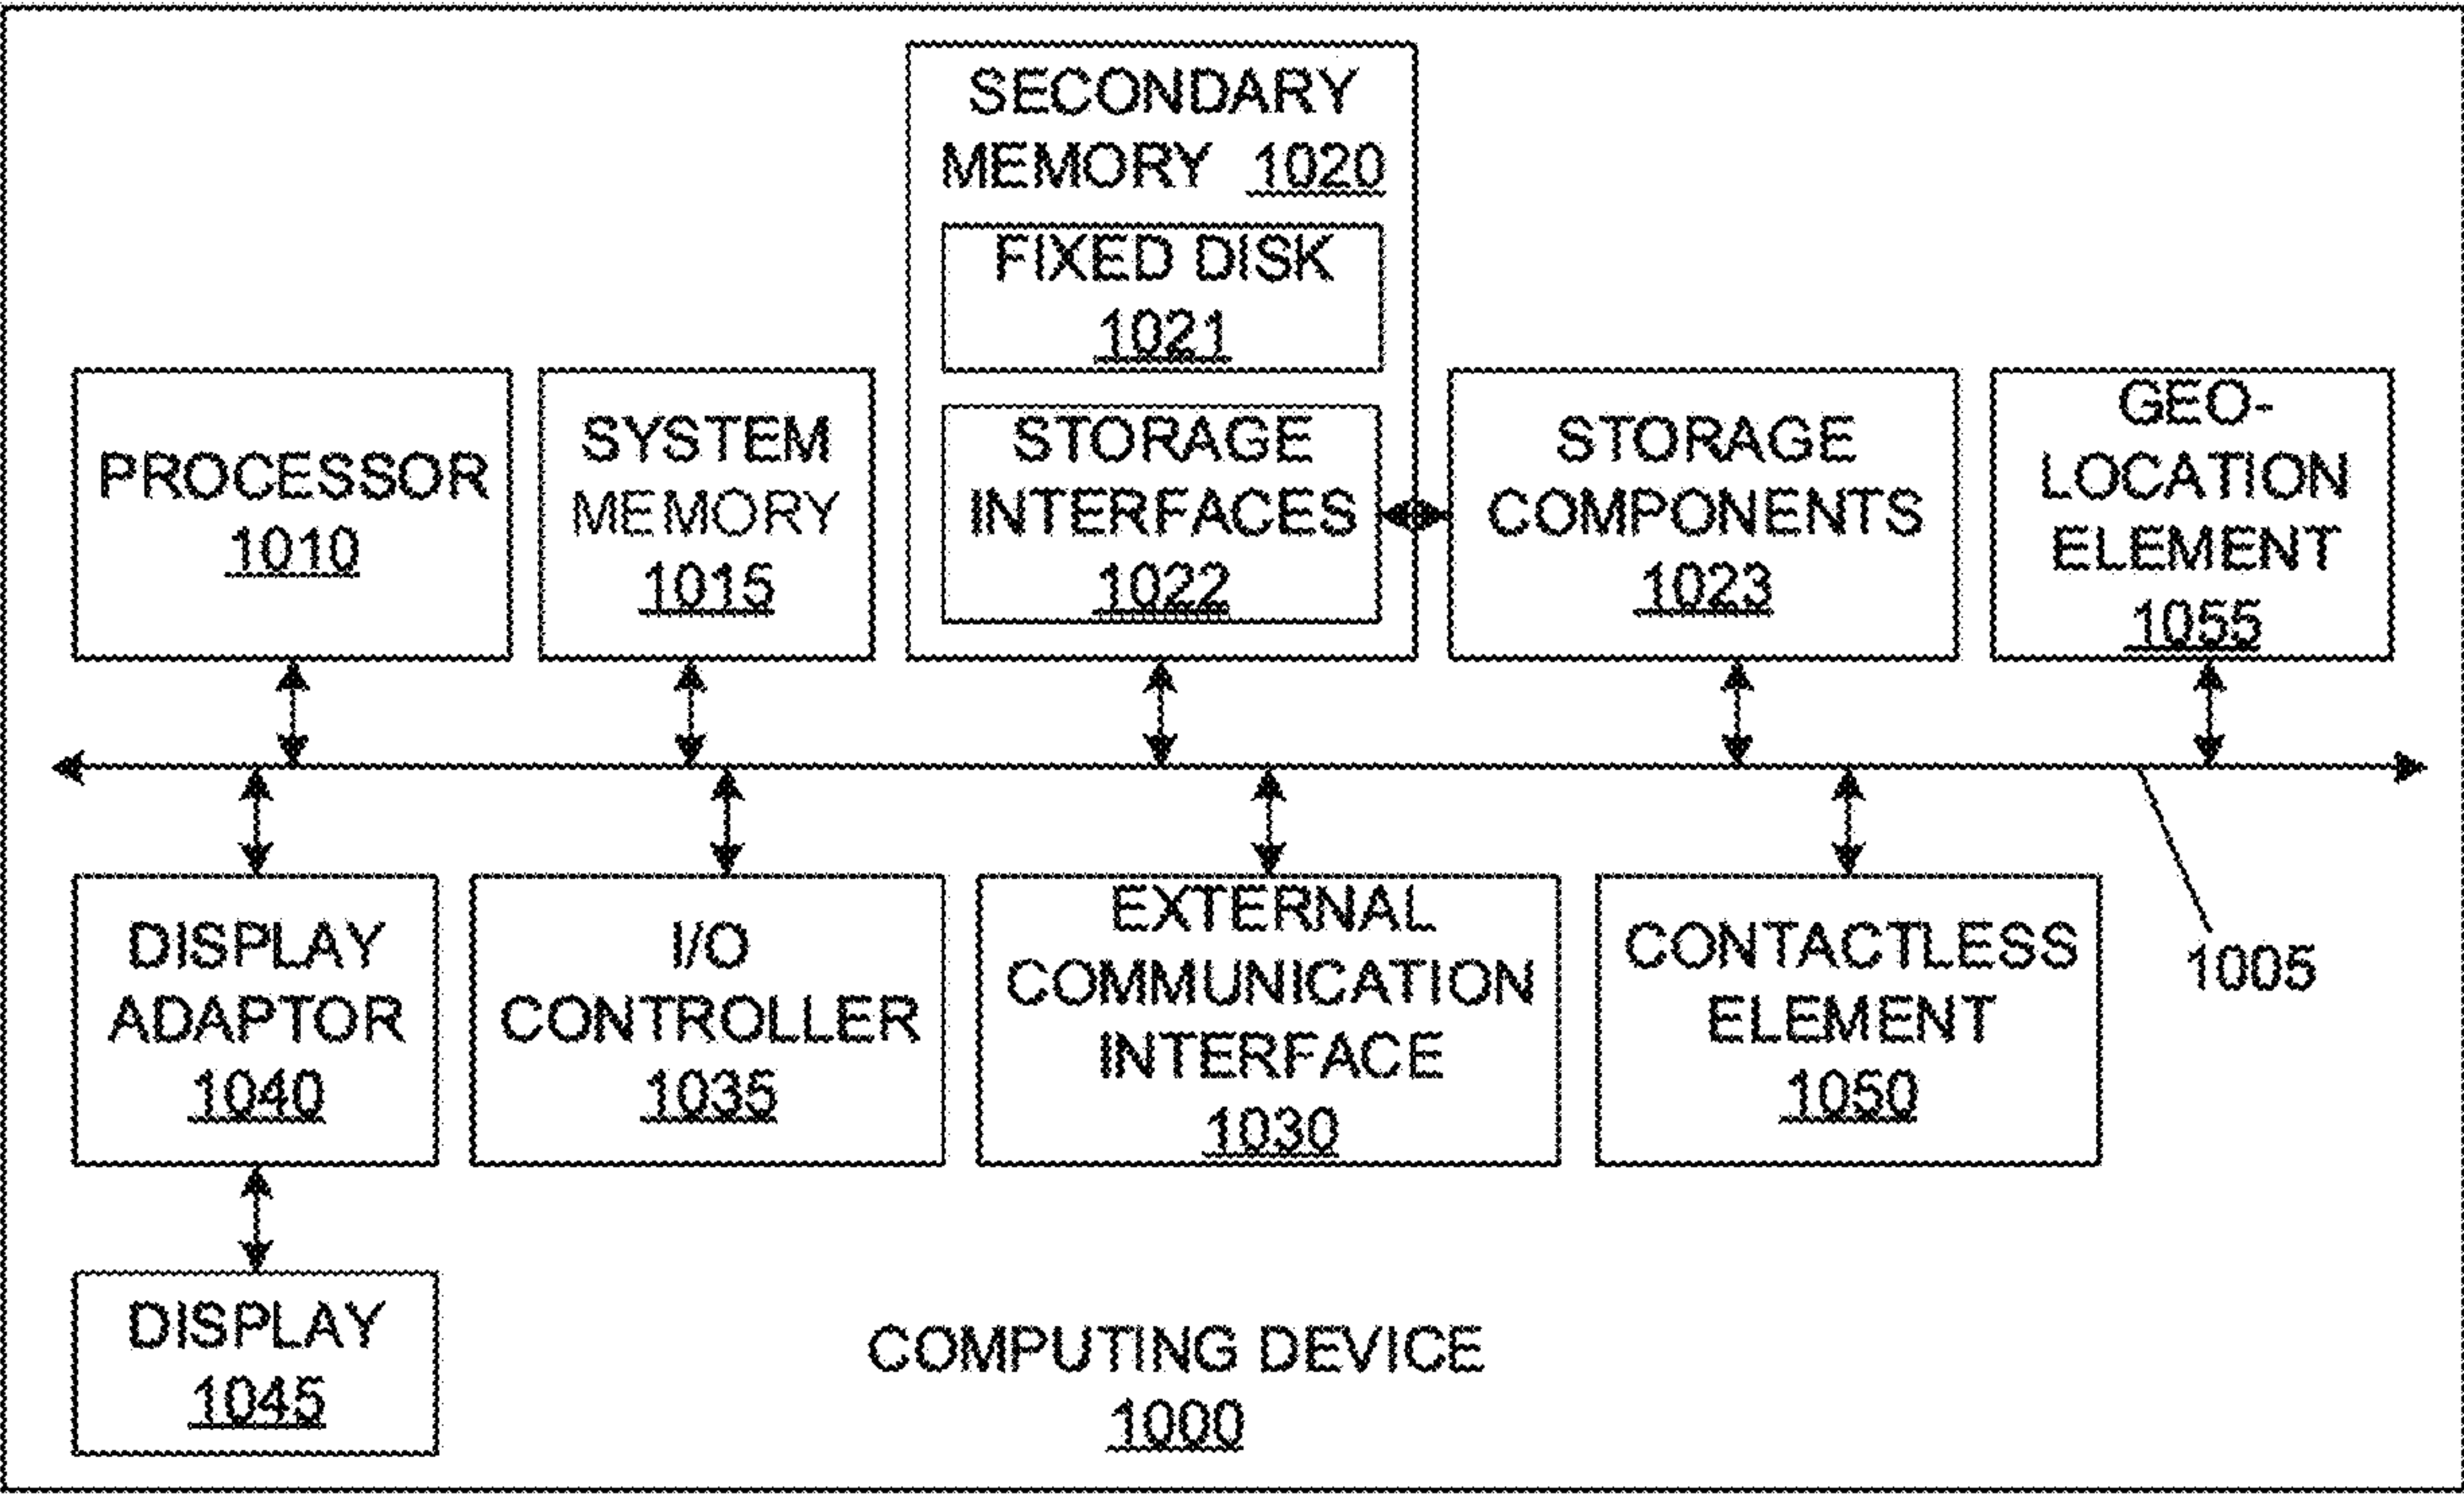 SECONDARY
MEMORY 1020
FIXED DISK
1021
STORAGE
INTERFACES
1022
PROCESSOR
1010
SYSTEM
MEMORY
1015
STORAGE
COMPONENTS
1023
GEO-
LOCATION
ELEMENT
1055
DISPLAY
ADAPTOR
1040
I/O
CONTROLLER
1035
EXTERNAL
COMMUNICATION
INTERFACE
1030
CONTACTLESS
ELEMENT
1050
1005
DISPLAY
1045
COMPUTING DEVICE
1000